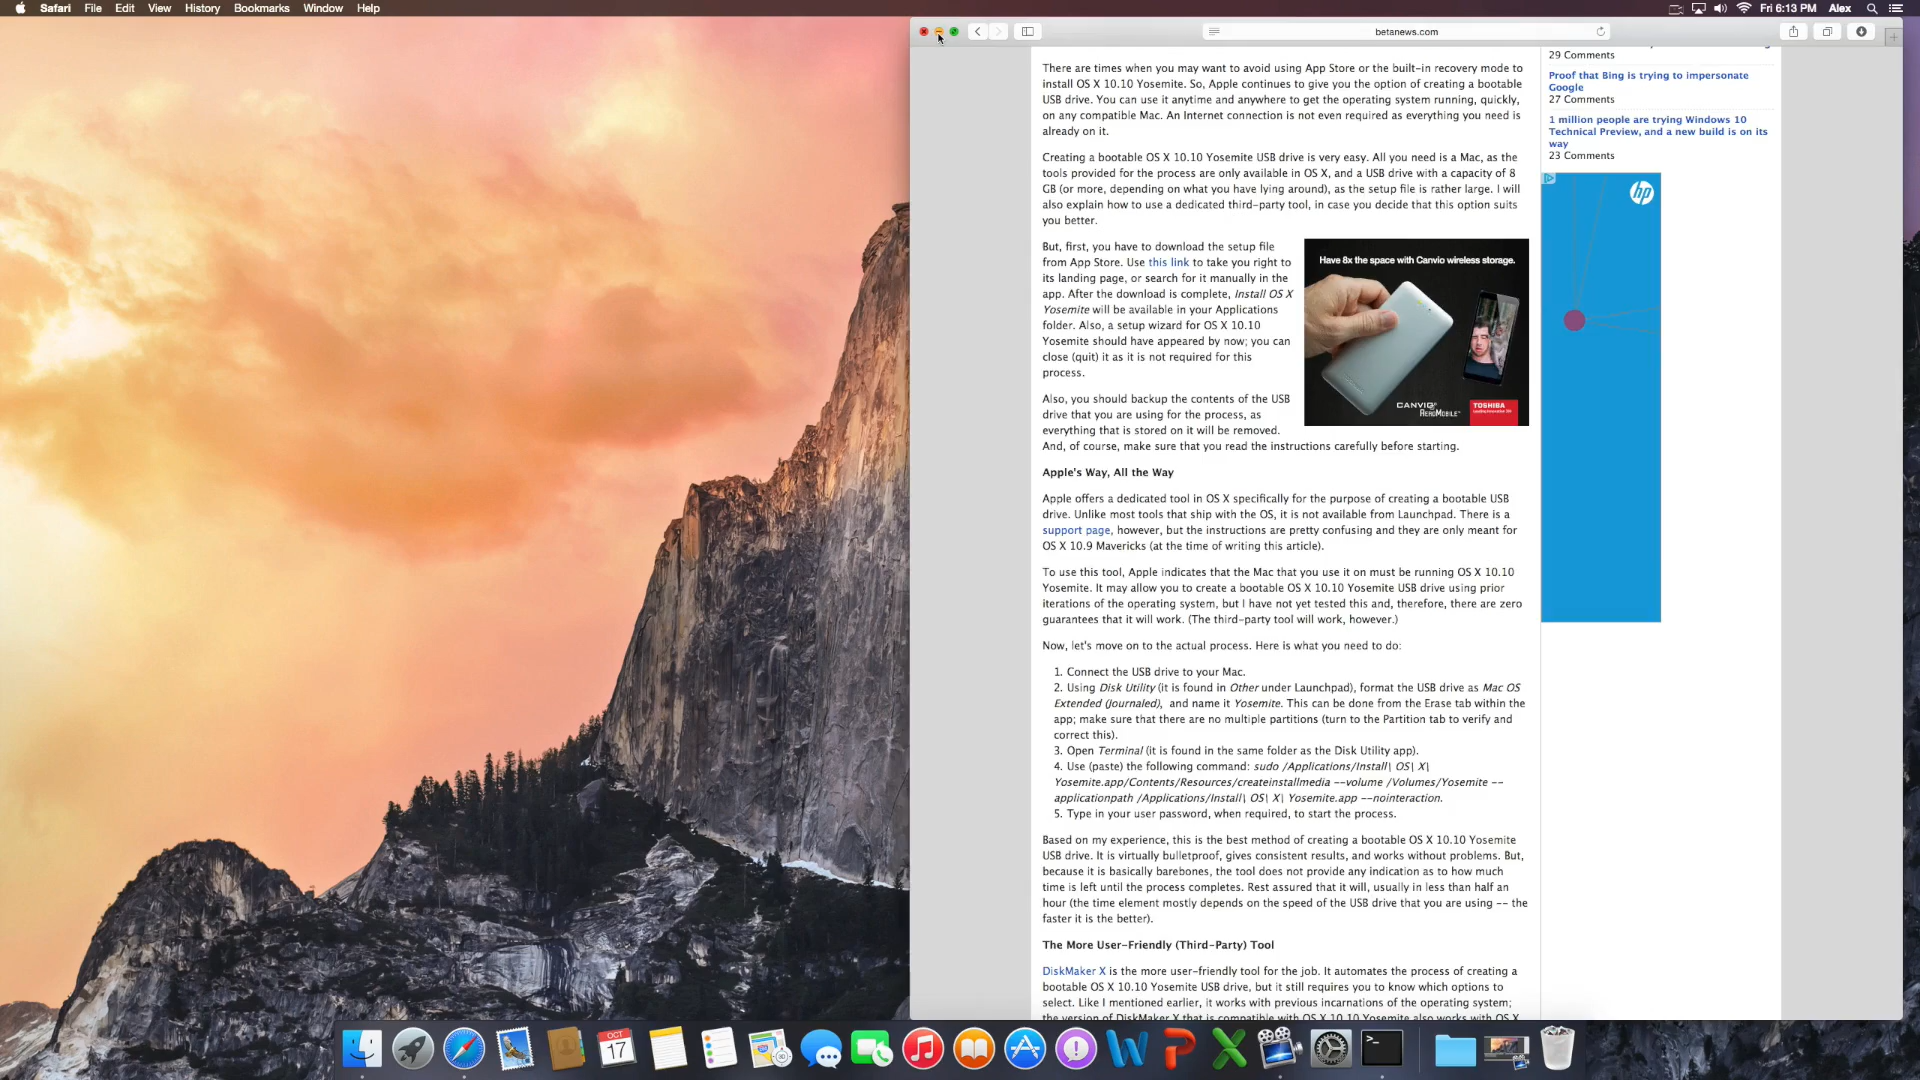 Safari File Edit View History Bookmarks Window Help
Fri 6:13 PM Alex
betanews.com
There are times when you may want to avoid using App Store or the built-in recovery mode to
install OS X 10.10 Yosemite. So, Apple continues to give you the option of creating a bootable
USB drive. You can use it anytime and anywhere to get the operating system running, quickly,
on any compatible Mac. An Internet connection is not even required as everything you need is
already on it.
Creating a bootable OS X 10.10 Yosemite USB drive is very easy. All you need is a Mac, as the
tools provided for the process are only available in OS X, and a USB drive with a capacity of 8
GB (or more, depending on what you have lying around), as the setup file is rather large. I will
also explain how to use a dedicated third-party tool, in case you decide that this option suits
you better.
But, first, you have to download the setup file
from App Store. Use this link to take you right to
its landing page, or search for it manually in the
app. After the download is complete, Install OS X
Yosemite will be available in your Applications
folder. Also, a setup wizard for OS X 10.10
Yosemite should have appeared by now; you can
close (quit) it as it is not required for this
process.
Also, you should backup the contents of the USB
drive that you are using for the process, as
everything that is stored on it will be removed.
And, of course, make sure that you read the instructions carefully before starting.
Have 8x the space with Canvio wireless storage.
CANVIO
AEROMOBILE
TOSHIBA
Apple's Way, All the Way
Apple offers a dedicated tool in OS X specifically for the purpose of creating a bootable USB
drive. Unlike most tools that ship with the OS, it is not available from Launchpad. There is a
support page, however, but the instructions are pretty confusing and they are only meant for
OS X 10.9 Mavericks (at the time of writing this article).
To use this tool, Apple indicates that the Mac that you use it on must be running OS X 10.10
Yosemite. It may allow you to create a bootable OS X 10.10 Yosemite USB drive using prior
iterations of the operating system, but I have not yet tested this and, therefore, there are zero
guarantees that it will work. (The third-party tool will work, however.)
Now, let's move on to the actual process. Here is what you need to do:
1. Connect the USB drive to your Mac.
2. Using Disk Utility (it is found in Other under Launchpad), format the USB drive as Mac OS
Extended (Journaled), and name it Yosemite. This can be done from the Erase tab within the
app; make sure that there are no multiple partitions (turn to the Partition tab to verify and
correct this).
3. Open Terminal (it is found in the same folder as the Disk Utility app).
4. Use (paste) the following command: sudo /Applications/Install\ OS\ X\
Yosemite.app/Contents/Resources/createinstallmedia --volume /Volumes/Yosemite --
applicationpath /Applications/Install\ OS\ X\ Yosemite.app --nointeraction.
5. Type in your user password, when required, to start the process.
Based on my experience, this is the best method of creating a bootable OS X 10.10 Yosemite
USB drive. It is virtually bulletproof, gives consistent results, and works without problems. But,
because it is basically barebones, the tool does not provide any indication as to how much
time is left until the process completes. Rest assured that it will, usually in less than half an
hour (the time element mostly depends on the speed of the USB drive that you are using -- the
faster it is the better).
The More User-Friendly (Third-Party) Tool
DiskMaker X is the more user-friendly tool for the job. It automates the process of creating a
bootable OS X 10.10 Yosemite USB drive, but it still requires you to know which options to
select. Like I mentioned earlier, it works with previous incarnations of the operating system;
the version of DiskMaker X that is compatible with OS X 10.10 Yosemite also works with OS X
29 Comments
Proof that Bing is trying to impersonate
Google
27 Comments
1 million people are trying Windows 10
Technical Preview, and a new build is on its
way
23 Comments
hp
OCT
17